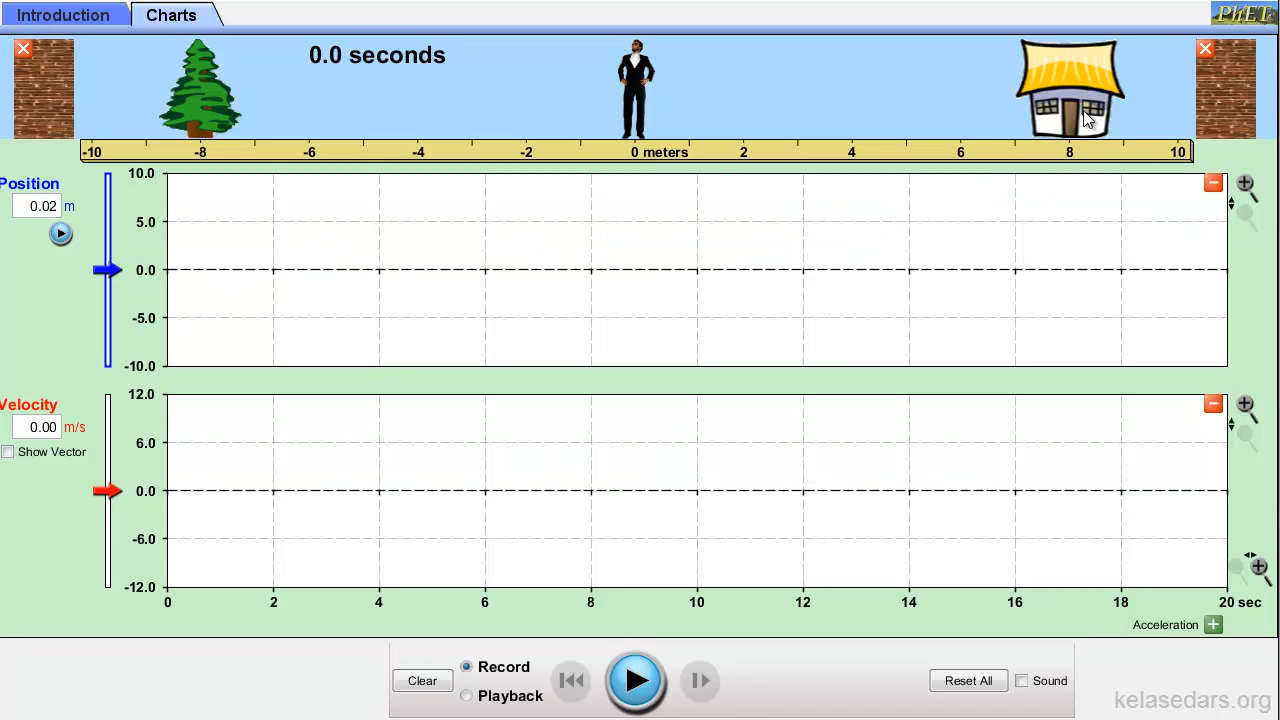 Introduction
Charts
PhET
0.0 seconds
-10 -8 -6 -4 -2 0 meters 2 4 6 8 10
Position
0.02 m
10.0
5.0
0.0
-5.0
-10.0
Velocity
0.00 m/s
Show Vector
12.0
6.0
0.0
-6.0
-12.0
0 2 4 6 8 10 12 14 16 18 20 sec
Acceleration
Clear
Record
Playback
Reset All
Sound
kelasedars.org